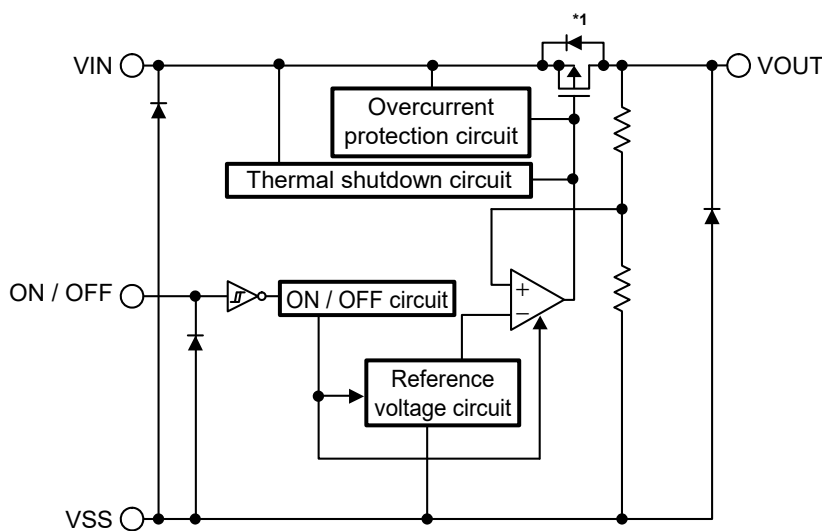 *1
VIN
VOUT
Overcurrent
protection circuit
Thermal shutdown circuit
ON / OFF
ON / OFF circuit
+
−
Reference
voltage circuit
VSS